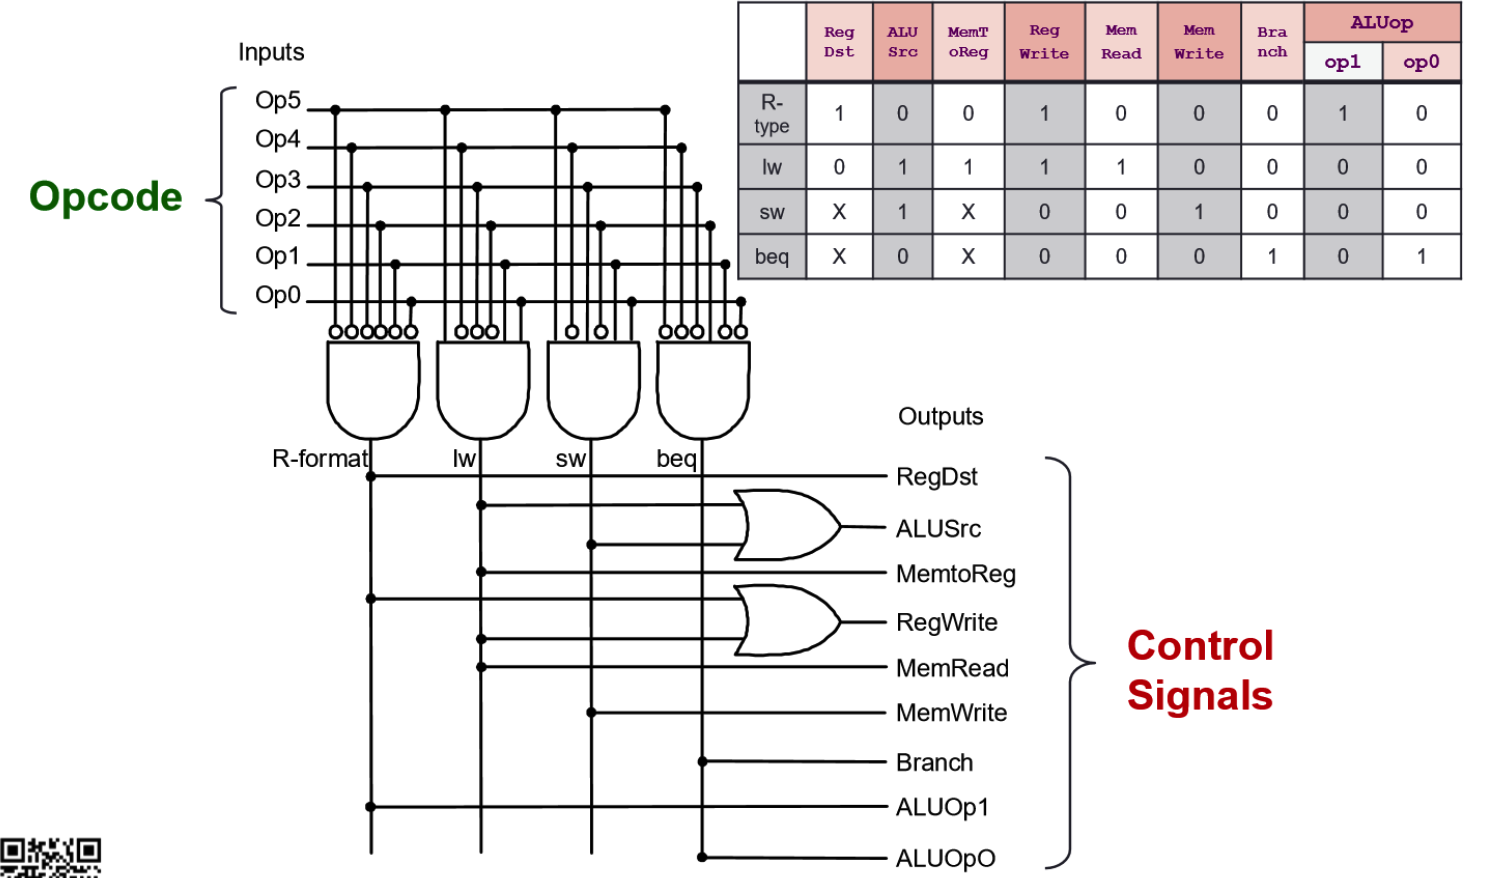 Inputs
Op5
Op4
Op3
Op2
Op1
Op0
Opcode
Reg Dst ALU Src MemT oReg Reg Write Mem Read Mem Write Bra nch ALUop
op1 op0
R-type 1 0 0 1 0 0 0 1 0
lw 0 1 1 1 1 0 0 0 0
sw X 1 X 0 0 1 0 0 0
beq X 0 X 0 0 0 1 0 1
R-format lw sw beq
Outputs
RegDst
ALUSrc
MemtoReg
RegWrite
MemRead
MemWrite
Branch
ALUOp1
ALUOpO
Control
Signals